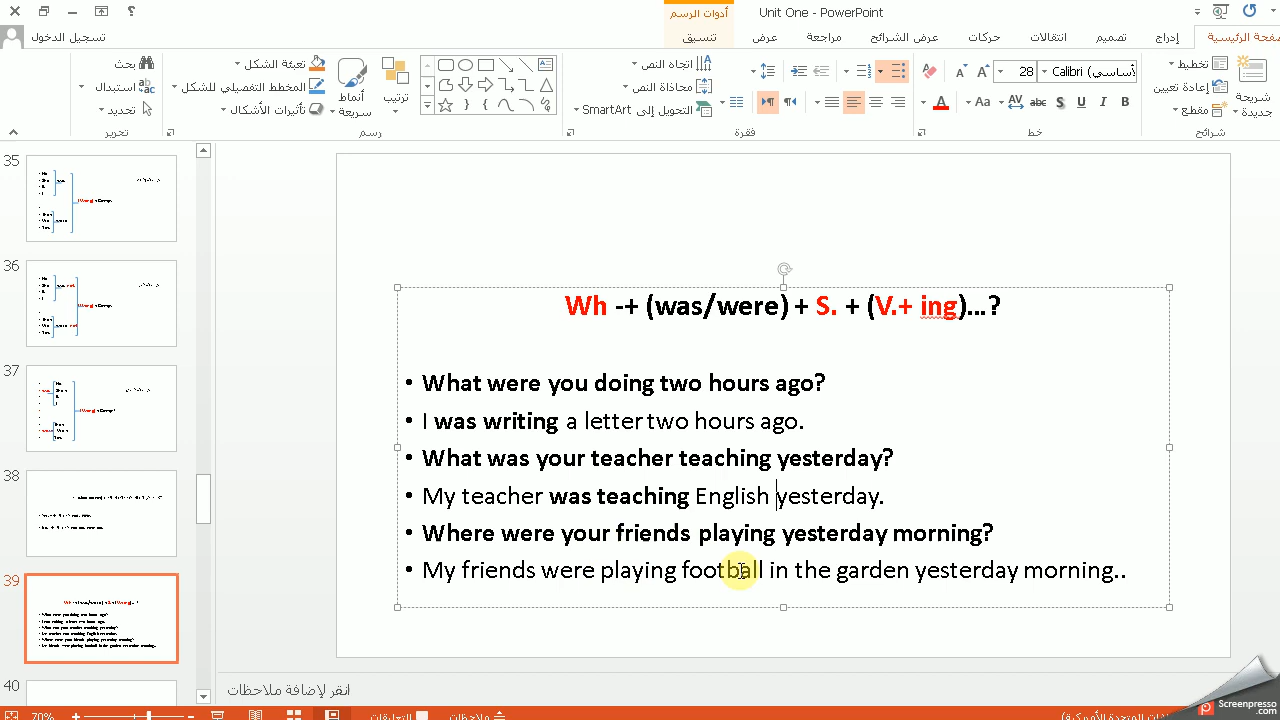 Unit One - PowerPoint
أدوات الرسم
تسجيل الدخول
صفحة الرئيسية
إدراج
تصميم
انتقالات
حركات
عرض الشرائح
مراجعة
عرض
تنسيق
تخطيط
إعادة تعيين
مقطع
شريحة
جديدة
شرائح
Calibri (أساسي)
28
خط
اتجاه النص
محاذاة النص
التحويل إلى SmartArt
فقرة
ترتيب
أنماط
سريعة
تعبئة الشكل
المخطط التفصيلي للشكل
تأثيرات الأشكال
رسم
بحث
استبدال
تحديد
تحرير
35
36
37
38
39
40
Wh -+ (was/were) + S. + (V.+ ing)...?
• What were you doing two hours ago?
• I was writing a letter two hours ago.
• What was your teacher teaching yesterday?
• My teacher was teaching English yesterday.
• Where were your friends playing yesterday morning?
• My friends were playing football in the garden yesterday morning..
انقر لإضافة ملاحظات
70%
التعليقات
ملاحظات
Screenpresso
.com